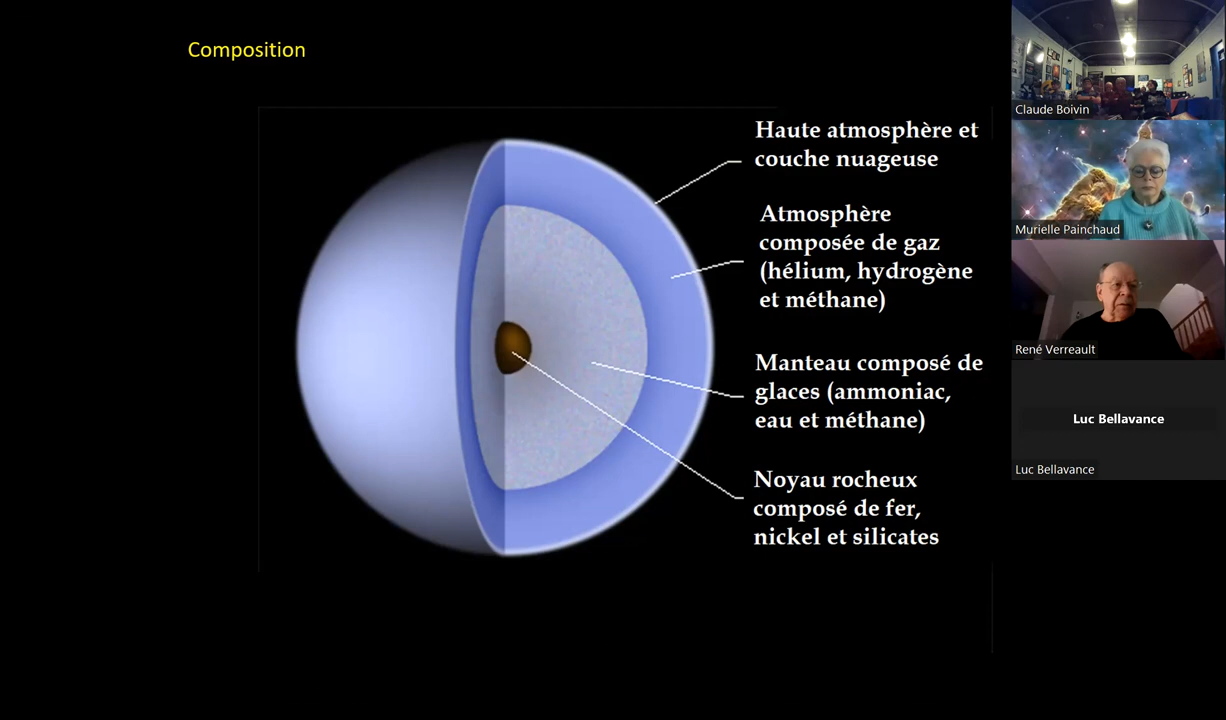 Composition
Haute atmosphère et
couche nuageuse
Atmosphère
composée de gaz
(hélium, hydrogène
et méthane)
Manteau composé de
glaces (ammoniac,
eau et méthane)
Noyau rocheux
composé de fer,
nickel et silicates
Claude Boivin
Murielle Painchaud
René Verreault
Luc Bellavance
Luc Bellavance